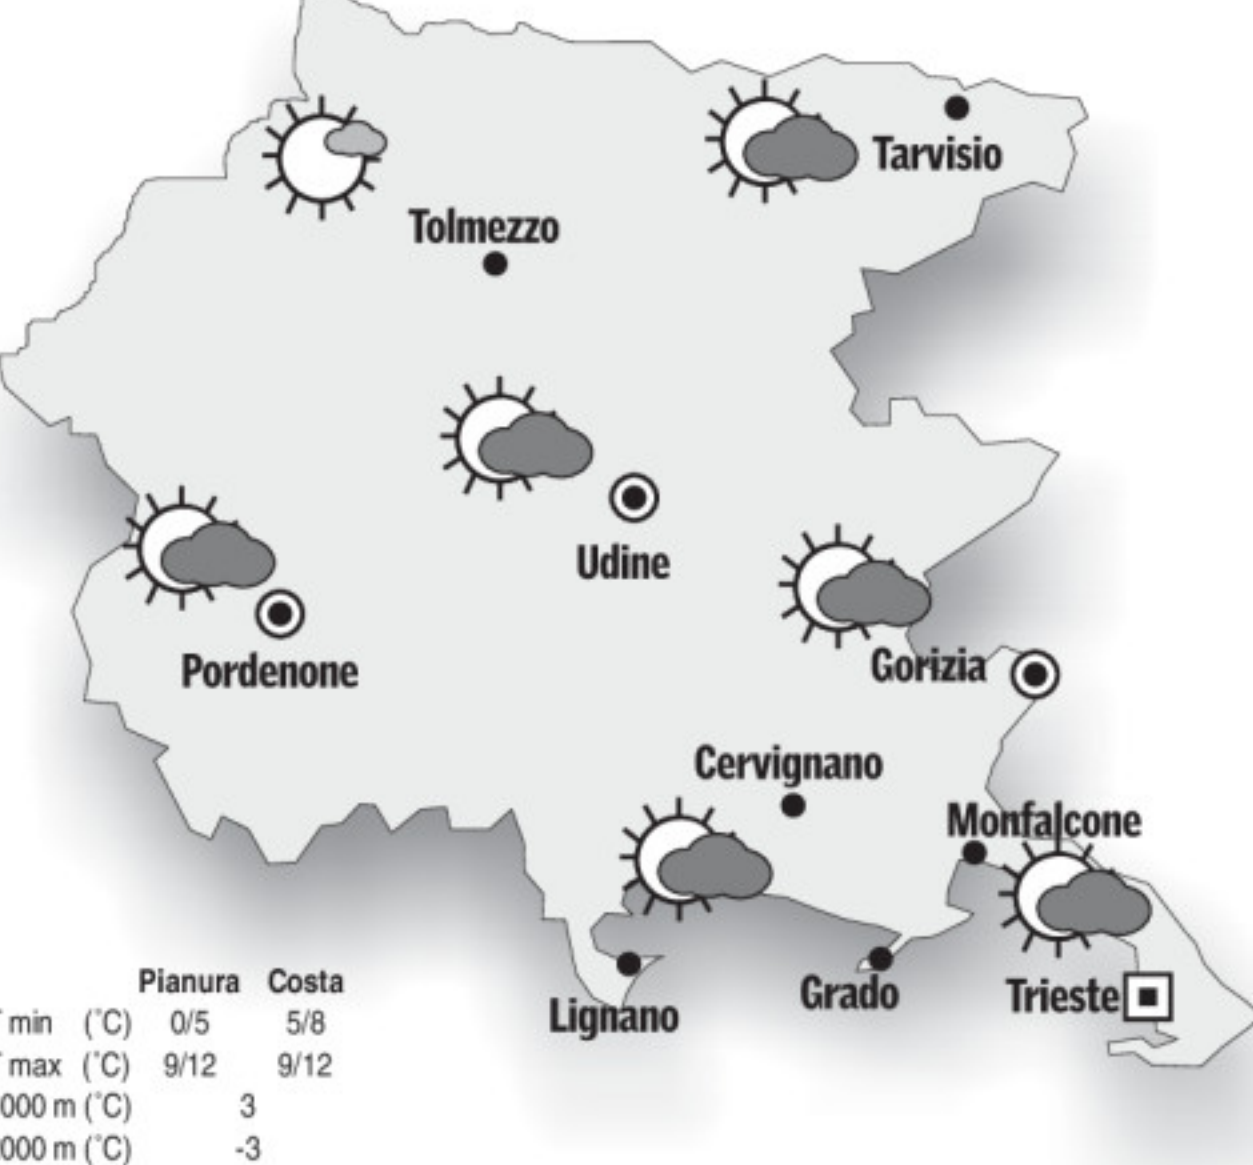 Tarvisio
Tolmezzo
Udine
Pordenone
Gorizia
Cervignano
Monfalcone
Lignano
Grado
Trieste
Pianura Costa
min (°C) 0/5 5/8
max (°C) 9/12 9/12
000 m (°C) 3
000 m (°C) -3